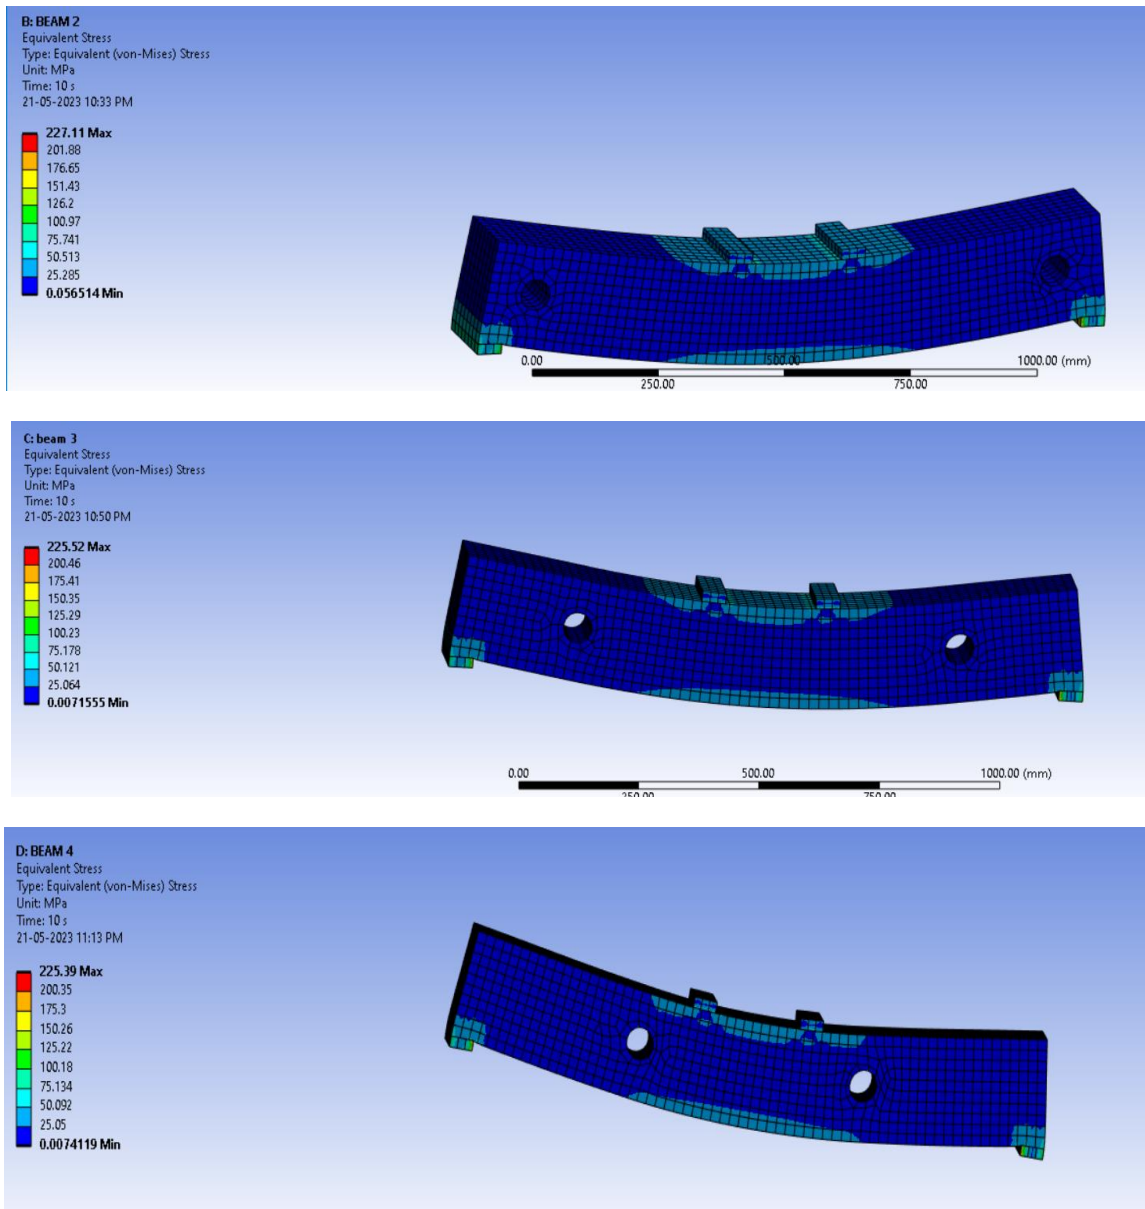 B: BEAM 2
Equivalent Stress
Type: Equivalent (von-Mises) Stress
Unit: MPa
Time: 10 s
21-05-2023 10:33 PM
227.11 Max
201.88
176.65
151.43
126.2
100.97
75.741
50.513
25.285
0.056514 Min
0.00 500.00 1000.00 (mm)
250.00 750.00
C: beam 3
Equivalent Stress
Type: Equivalent (von-Mises) Stress
Unit: MPa
Time: 10 s
21-05-2023 10:50 PM
225.52 Max
200.46
175.41
150.35
125.29
100.23
75.178
50.121
25.064
0.0071555 Min
0.00 500.00 1000.00 (mm)
250.00 750.00
D: BEAM 4
Equivalent Stress
Type: Equivalent (von-Mises) Stress
Unit: MPa
Time: 10 s
21-05-2023 11:13 PM
225.39 Max
200.35
175.3
150.26
125.22
100.18
75.134
50.092
25.05
0.0074119 Min